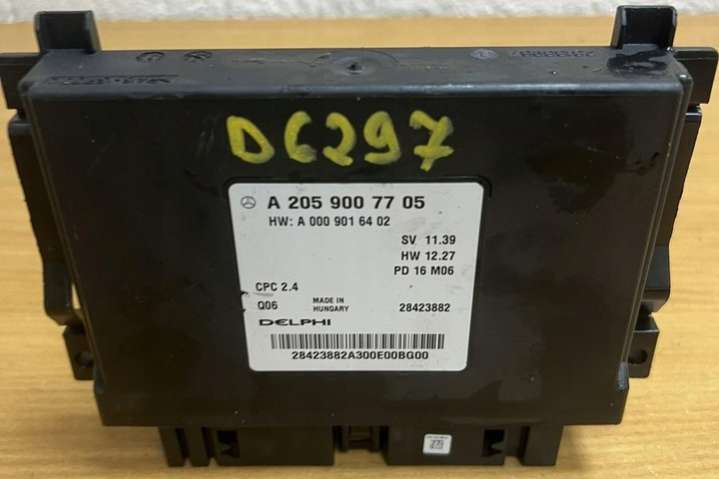 D6297
A 205 900 77 05
HW: A 000 901 64 02
SV 11.39
HW 12.27
PD 16 M06
CPC 2.4
Q06 MADE IN HUNGARY 28423882
DELPHI
28423882A300E00BG00